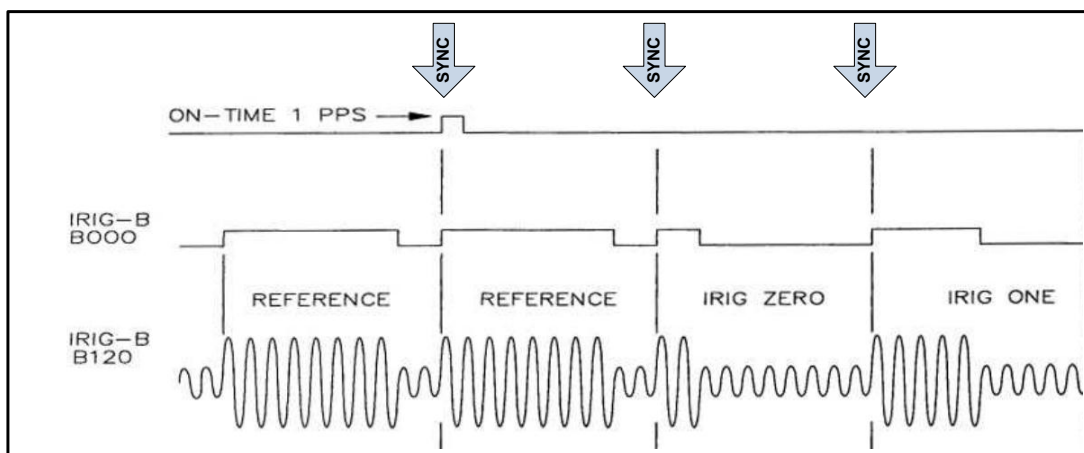 SYNC SYNC SYNC
ON-TIME 1 PPS
IRIG-B
B000
REFERENCE REFERENCE IRIG ZERO IRIG ONE
IRIG-B
B120